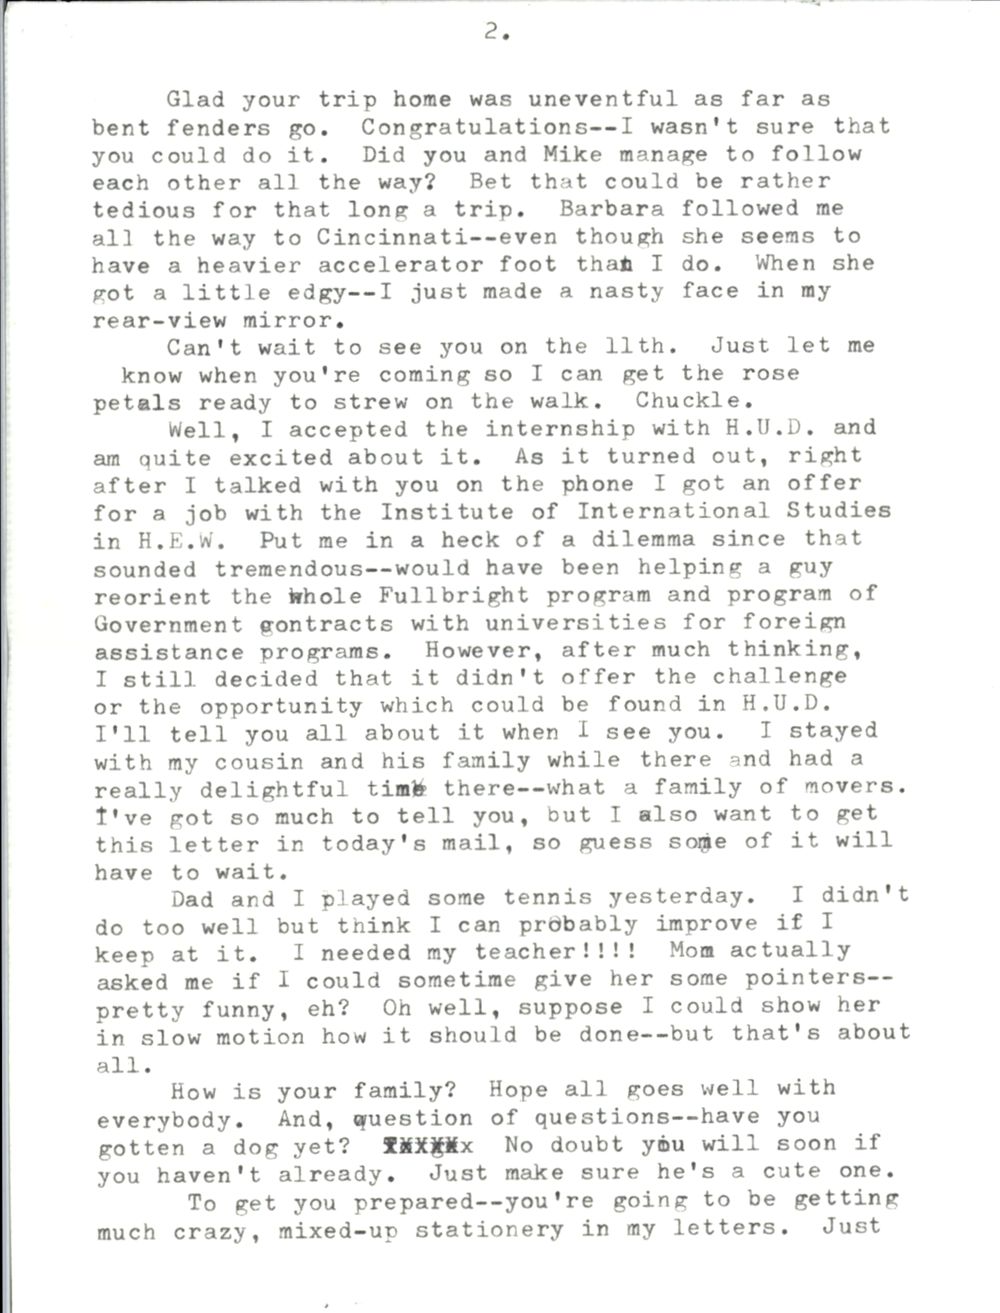 2.
Glad your trip home was uneventful as far as
bent fenders go. Congratulations--I wasn't sure that
you could do it. Did you and Mike manage to follow
each other all the way? Bet that could be rather
tedious for that long a trip. Barbara followed me
all the way to Cincinnati--even though she seems to
have a heavier accelerator foot than I do. When she
got a little edgy--I just made a nasty face in my
rear-view mirror.
Can't wait to see you on the 11th. Just let me
know when you're coming so I can get the rose
petals ready to strew on the walk. Chuckle.
Well, I accepted the internship with H.U.D. and
am quite excited about it. As it turned out, right
after I talked with you on the phone I got an offer
for a job with the Institute of International Studies
in H.E.W. Put me in a heck of a dilemma since that
sounded tremendous--would have been helping a guy
reorient the whole Fullbright program and program of
Government gontracts with universities for foreign
assistance programs. However, after much thinking,
I still decided that it didn't offer the challenge
or the opportunity which could be found in H.U.D.
I'll tell you all about it when I see you. I stayed
with my cousin and his family while there and had a
really delightful time there--what a family of movers.
I've got so much to tell you, but I also want to get
this letter in today's mail, so guess some of it will
have to wait.
Dad and I played some tennis yesterday. I didn't
do too well but think I can probably improve if I
keep at it. I needed my teacher!!!! Mom actually
asked me if I could sometime give her some pointers--
pretty funny, eh? Oh well, suppose I could show her
in slow motion how it should be done--but that's about
all.
How is your family? Hope all goes well with
everybody. And, question of questions--have you
gotten a dog yet? No doubt you will soon if
you haven't already. Just make sure he's a cute one.
To get you prepared--you're going to be getting
much crazy, mixed-up stationery in my letters. Just